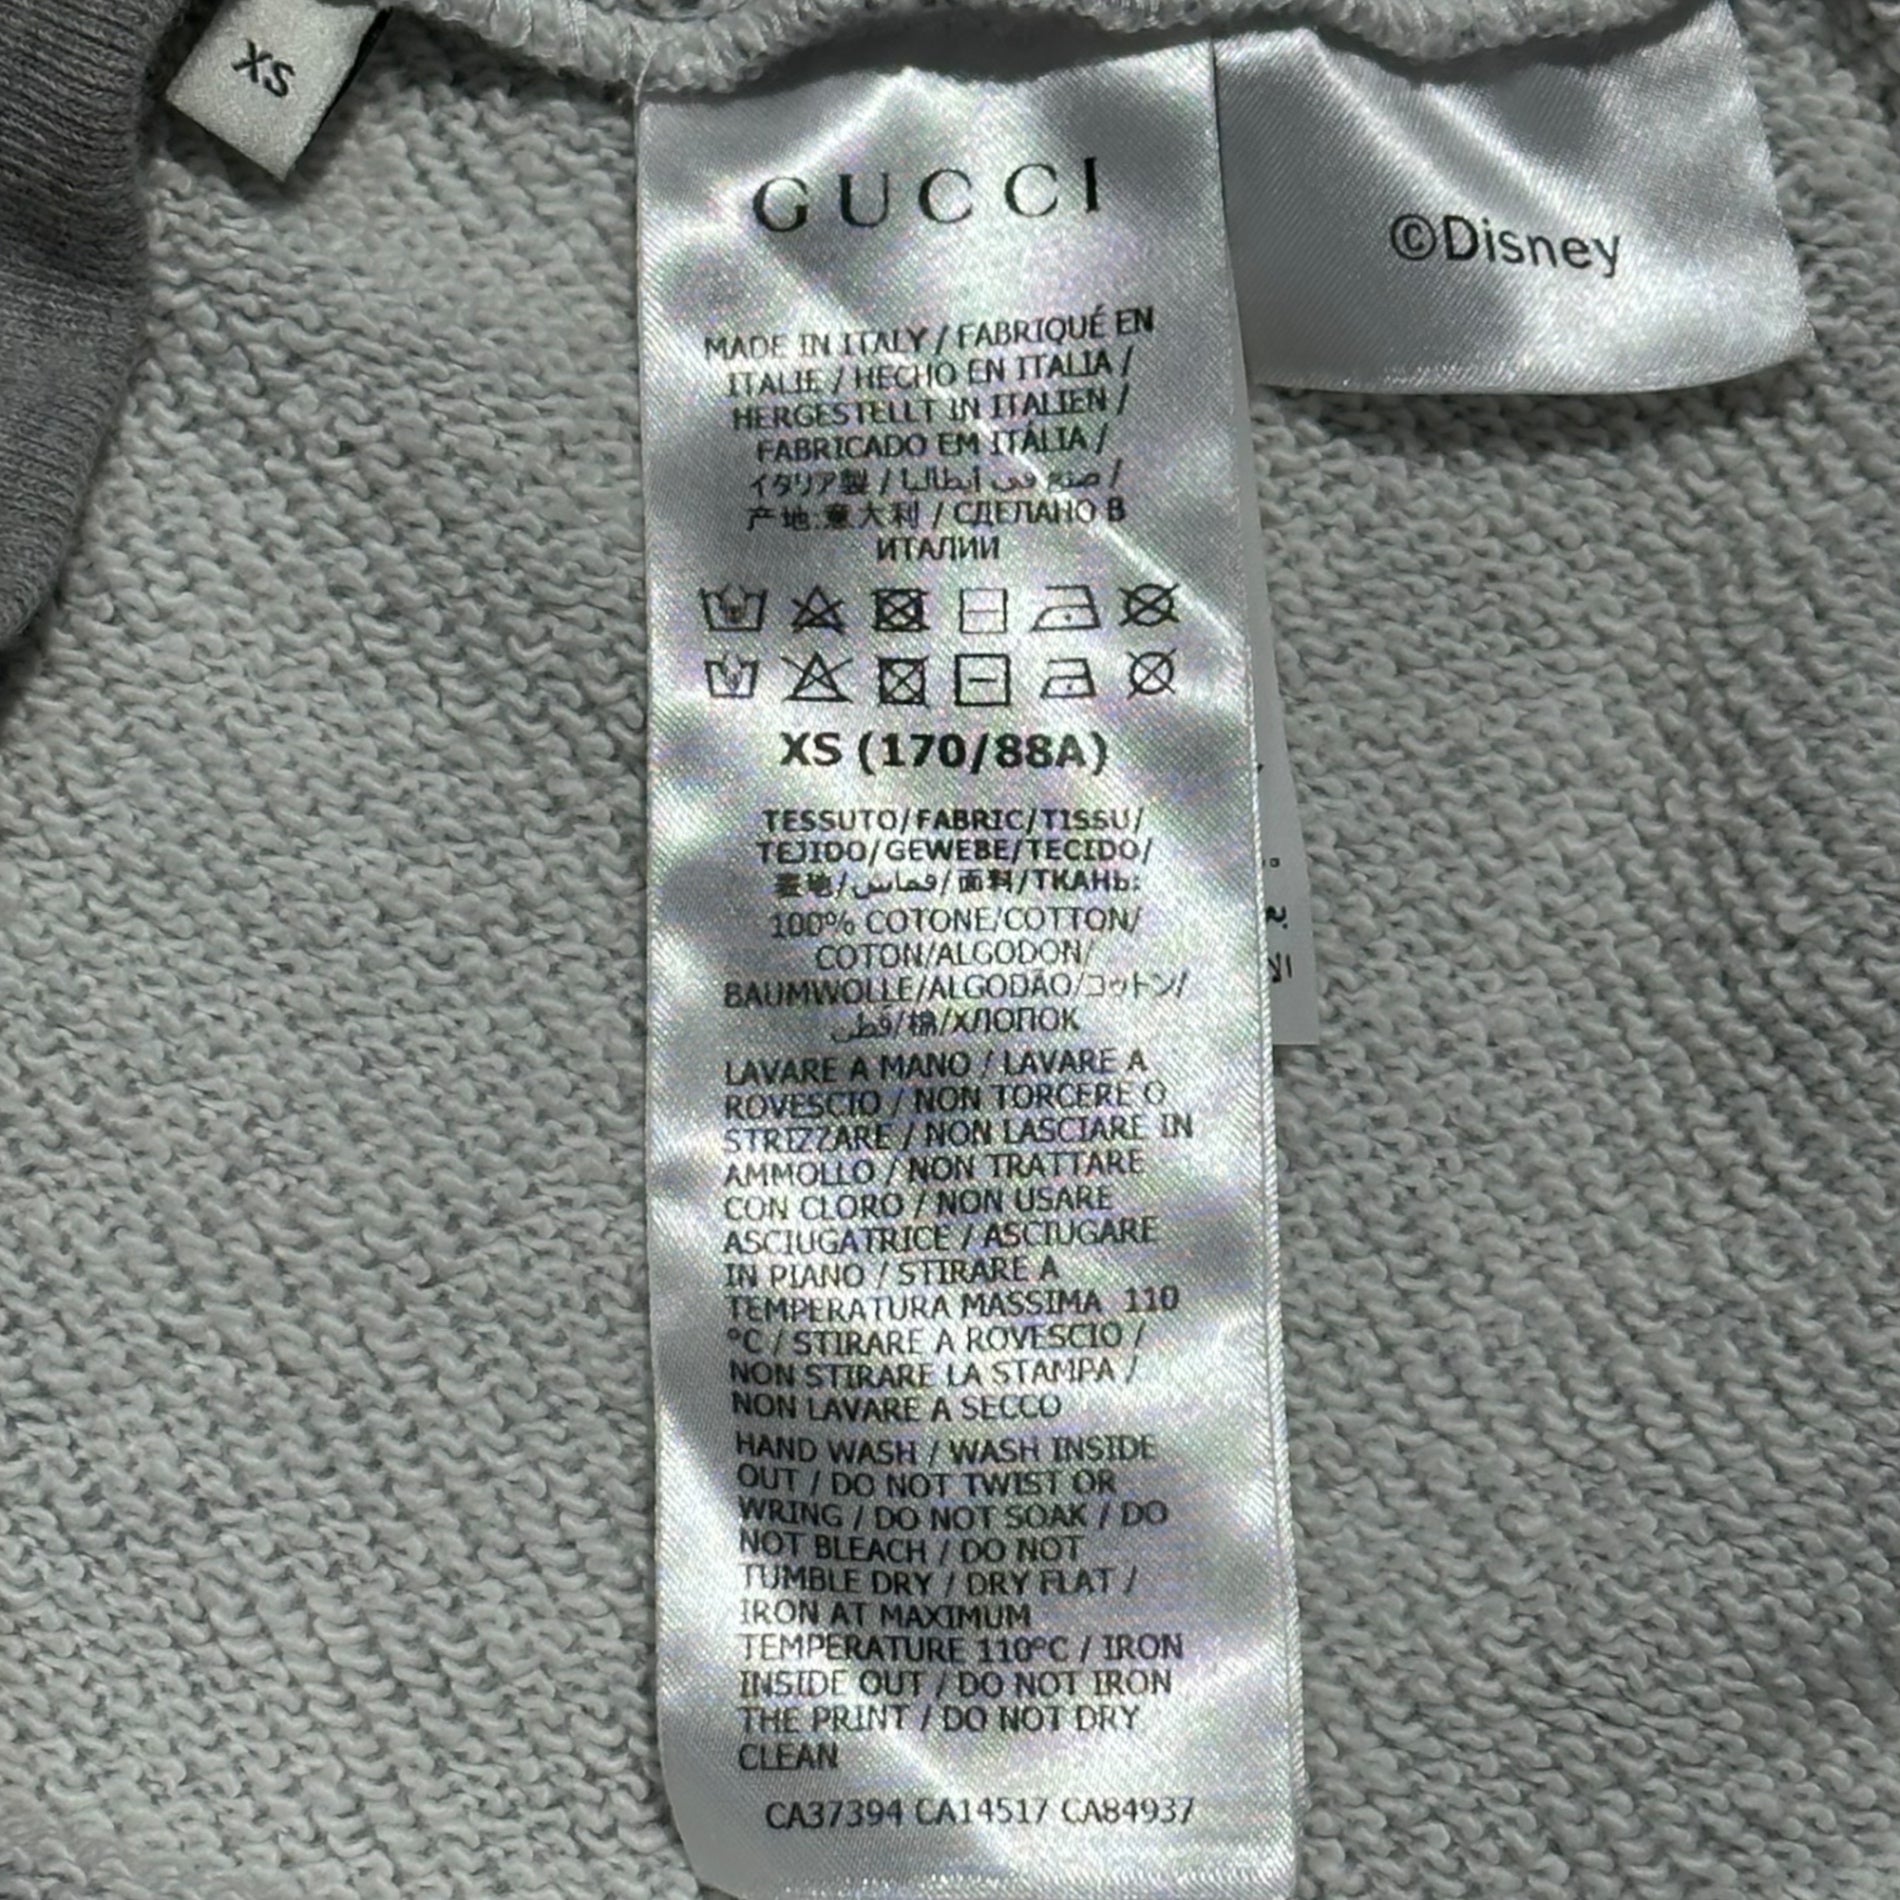 XS
GUCCI
©Disney
MADE IN ITALY / FABRIQUÉ EN
ITALIE / HECHO EN ITALIA /
HERGESTELLT IN ITALIEN /
FABRICADO EM ITÁLIA /
イタリア製 / صنع في إيطاليا /
产地:意大利 / СДЕЛАНО В
ИТАЛИИ
XS (170/88A)
TESSUTO/FABRIC/TISSU/
TEJIDO/GEWEBE/TECIDO/
表地/قماش/面料/ТКАНЬ:
100% COTONE/COTTON/
COTON/ALGODON/
BAUMWOLLE/ALGODÃO/コットン/
قطن/棉/ХЛОПОК
LAVARE A MANO / LAVARE A
ROVESCIO / NON TORCERE O
STRIZZARE / NON LASCIARE IN
AMMOLLO / NON TRATTARE
CON CLORO / NON USARE
ASCIUGATRICE / ASCIUGARE
IN PIANO / STIRARE A
TEMPERATURA MASSIMA 110
°C / STIRARE A ROVESCIO /
NON STIRARE LA STAMPA /
NON LAVARE A SECCO
HAND WASH / WASH INSIDE
OUT / DO NOT TWIST OR
WRING / DO NOT SOAK / DO
NOT BLEACH / DO NOT
TUMBLE DRY / DRY FLAT /
IRON AT MAXIMUM
TEMPERATURE 110°C / IRON
INSIDE OUT / DO NOT IRON
THE PRINT / DO NOT DRY
CLEAN
CA37394 CA14517 CA84937